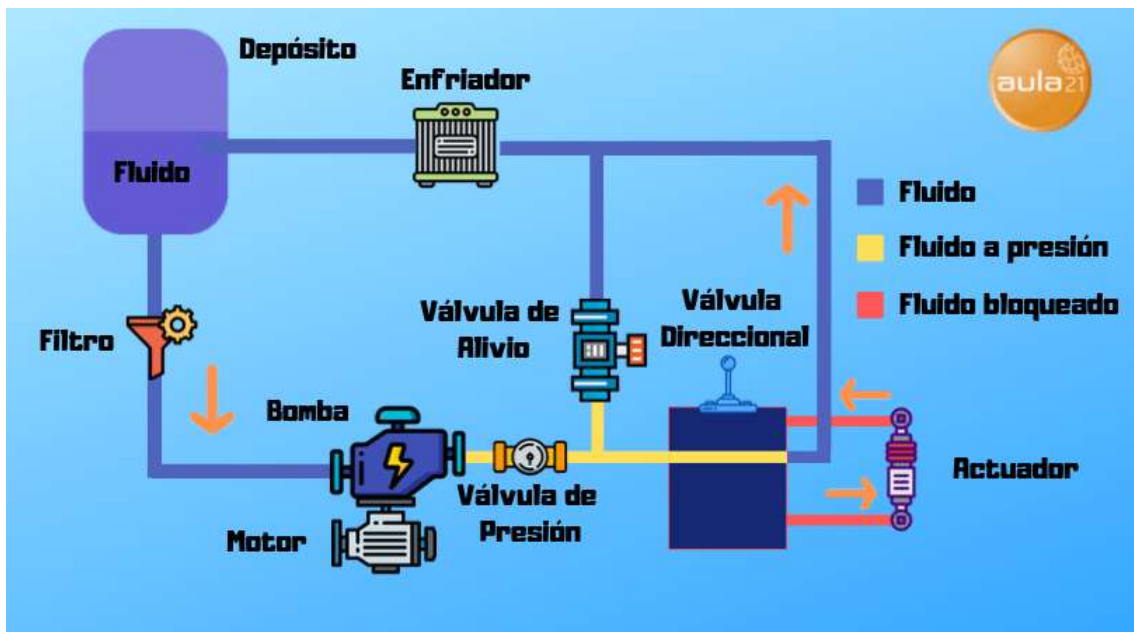 Depósito
Enfriador
aula21
Fluido
Fluido
Fluido a presión
Fluido bloqueado
Válvula de
Alivio
Válvula
Direccional
Filtro
Bomba
Actuador
Válvula de
Presión
Motor